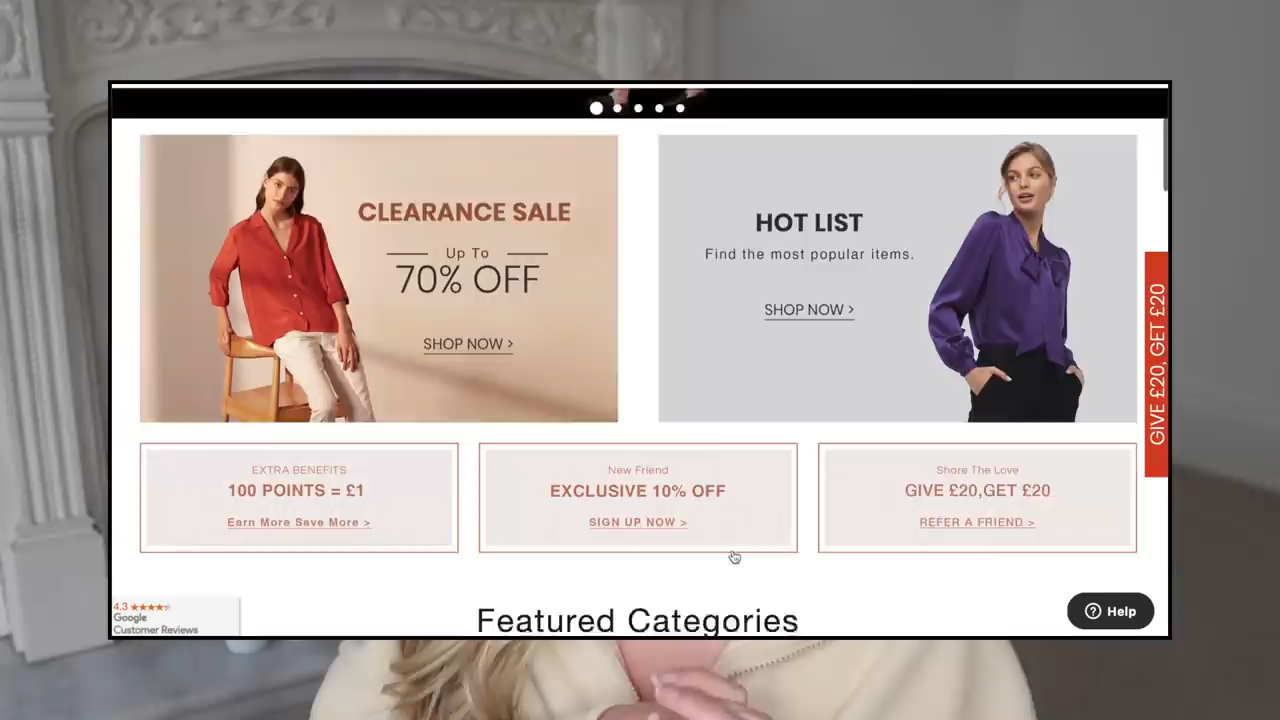 CLEARANCE SALE
Up To
70% OFF
SHOP NOW >
HOT LIST
Find the most popular items.
SHOP NOW >
GIVE £20, GET £20
EXTRA BENEFITS
100 POINTS = £1
Earn More Save More >
New Friend
EXCLUSIVE 10% OFF
SIGN UP NOW >
Share The Love
GIVE £20,GET £20
REFER A FRIEND >
Featured Categories
4.3
Google
Customer Reviews
Help